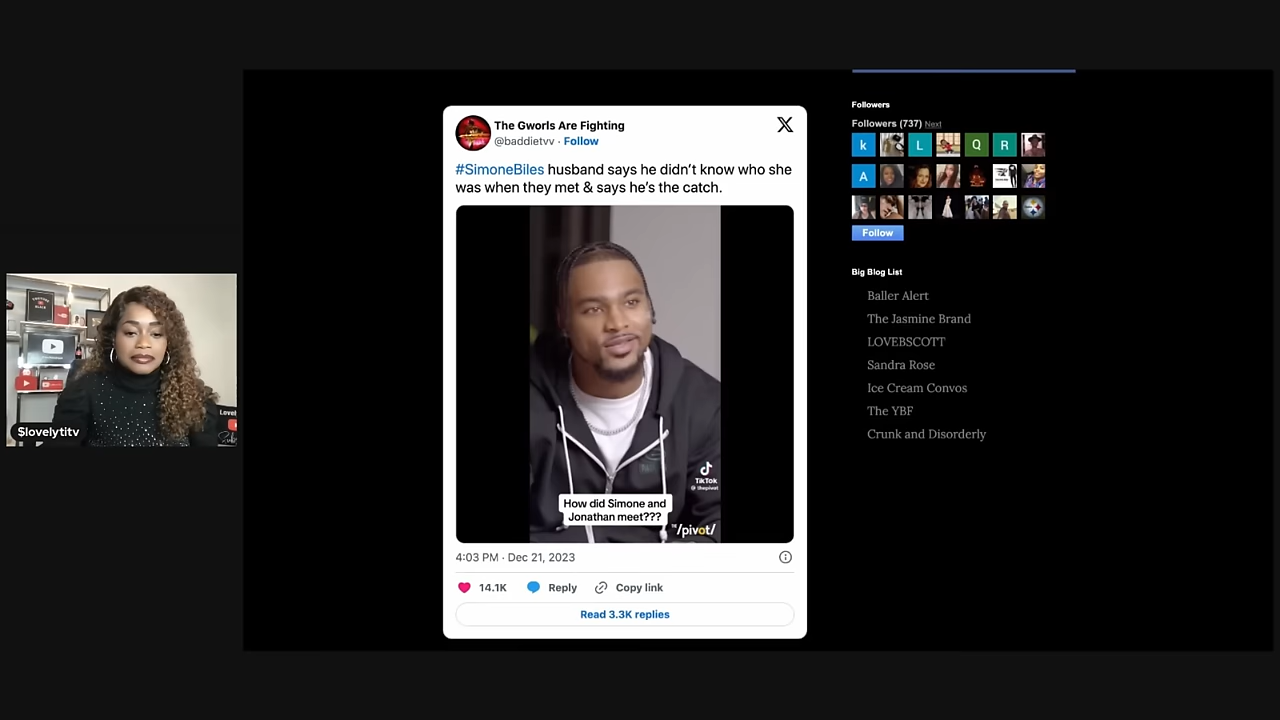 The Gworls Are Fighting
@baddietvv · Follow
#SimoneBiles husband says he didn't know who she
was when they met & says he's the catch.
How did Simone and
Jonathan meet???
TikTok
@ thepivot
THE/pivot/
4:03 PM · Dec 21, 2023
14.1K
Reply
Copy link
Read 3.3K replies
Followers
Followers (737) Next
k
L
Q
R
A
Follow
Big Blog List
Baller Alert
The Jasmine Brand
LOVEBSCOTT
Sandra Rose
Ice Cream Convos
The YBF
Crunk and Disorderly
$lovelytitv